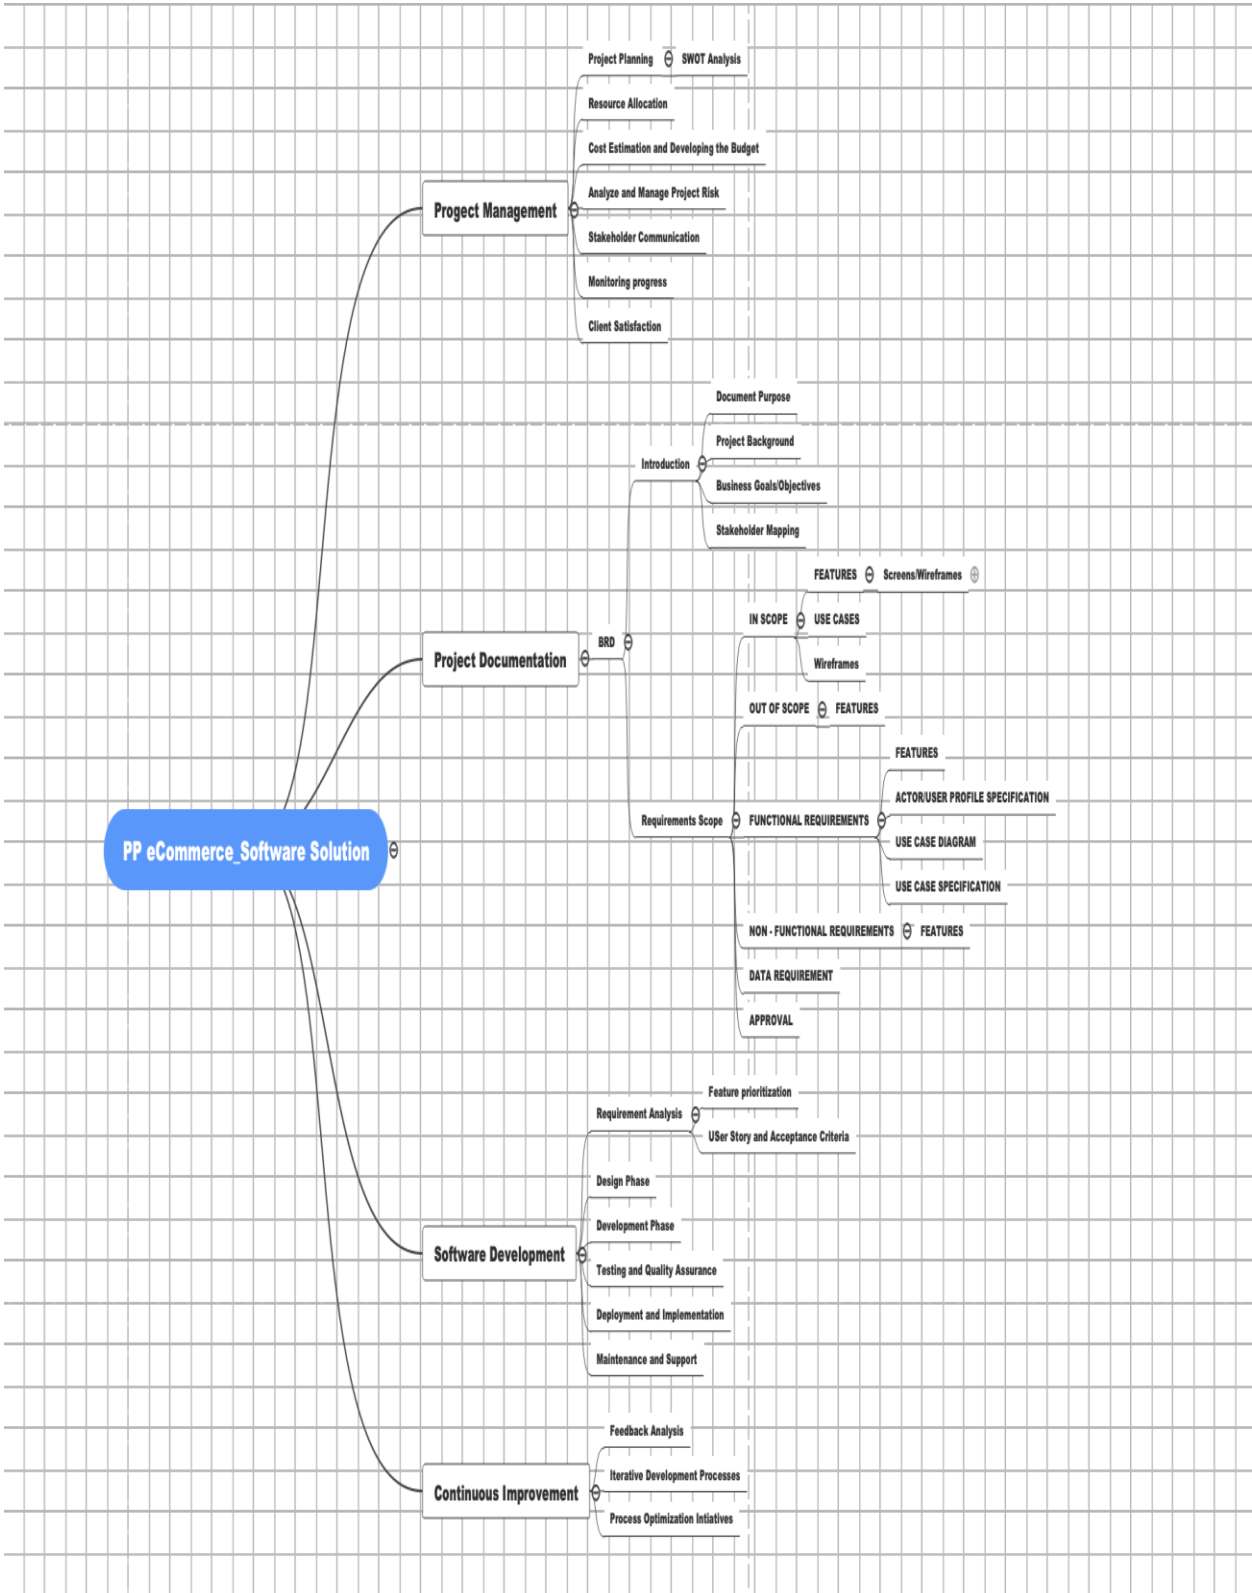 Project Planning SWOT Analysis
Resource Allocation
Cost Estimation and Developing the Budget
Analyze and Manage Project Risk
Progect Management
Stakeholder Communication
Monitoring progress
Client Satisfaction
Document Purpose
Project Background
Introduction
Business Goals/Objectives
Stakeholder Mapping
FEATURES Screens/Wireframes
IN SCOPE USE CASES
BRD
Project Documentation
Wireframes
OUT OF SCOPE FEATURES
FEATURES
ACTOR/USER PROFILE SPECIFICATION
Requirements Scope FUNCTIONAL REQUIREMENTS
USE CASE DIAGRAM
PP eCommerce_Software Solution
USE CASE SPECIFICATION
NON - FUNCTIONAL REQUIREMENTS FEATURES
DATA REQUIREMENT
APPROVAL
Feature prioritization
Requirement Analysis
USer Story and Acceptance Criteria
Design Phase
Development Phase
Software Development
Testing and Quality Assurance
Deployment and Implementation
Maintenance and Support
Feedback Analysis
Iterative Development Processes
Continuous Improvement
Process Optimization Intiatives